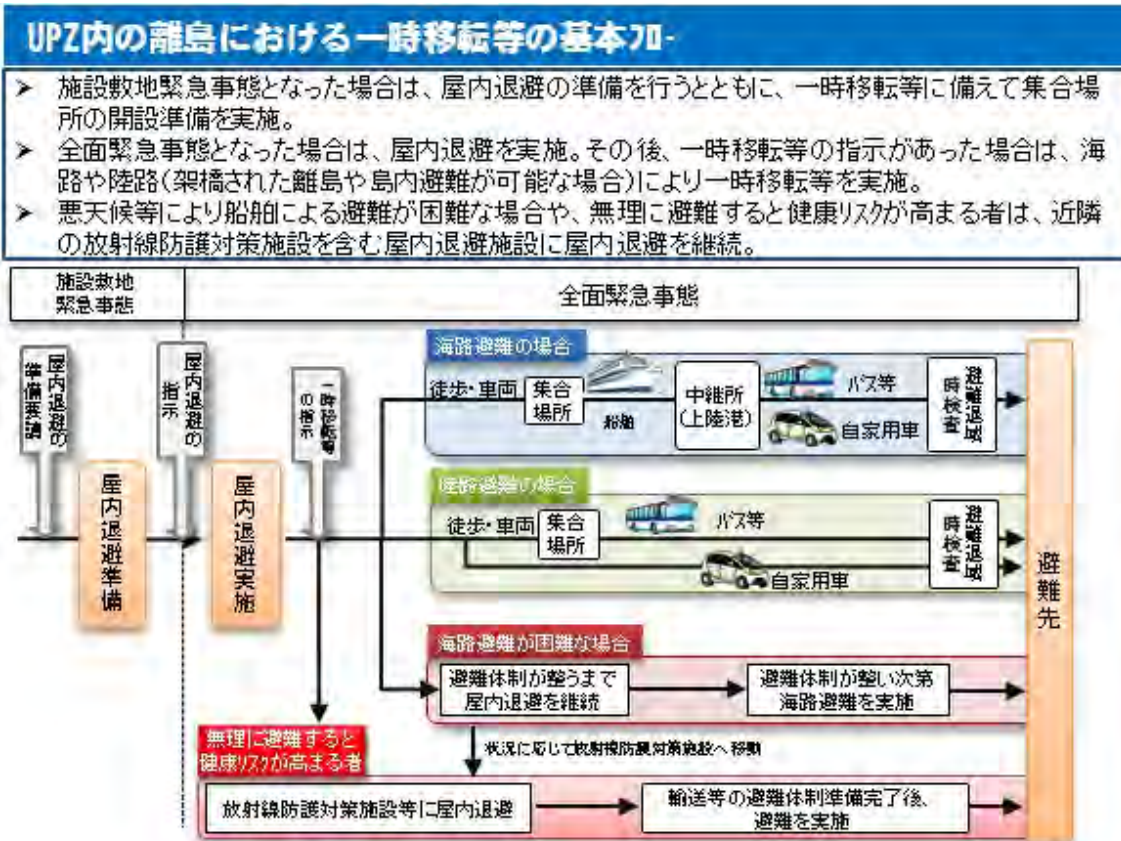 UPZ内の離島における一時移転等の基本フロー
➢ 施設敷地緊急事態となった場合は、屋内退避の準備を行うとともに、一時移転等に備えて集合場
所の開設準備を実施。
➢ 全面緊急事態となった場合は、屋内退避を実施。その後、一時移転等の指示があった場合は、海
路や陸路(架橋された離島や島内避難が可能な場合)により一時移転等を実施。
➢ 悪天候等により船舶による避難が困難な場合や、無理に避難すると健康リスクが高まる者は、近隣
の放射線防護対策施設を含む屋内退避施設に屋内退避を継続。
施設敷地
緊急事態
全面緊急事態
屋内退避の
準備要請
屋内退避準備
屋内退避の
指示
屋内退避実施
一時移転等
の指示
海路避難の場合
徒歩・車両
集合
場所
船舶
中継所
(上陸港)
バス等
自家用車
避難退域
時検査
陸路避難の場合
徒歩・車両
集合
場所
バス等
自家用車
避難退域
時検査
避難先
海路避難が困難な場合
避難体制が整うまで
屋内退避を継続
避難体制が整い次第
海路避難を実施
状況に応じて放射線防護対策施設へ移動
無理に避難すると
健康リスクが高まる者
放射線防護対策施設等に屋内退避
輸送等の避難体制準備完了後、
避難を実施